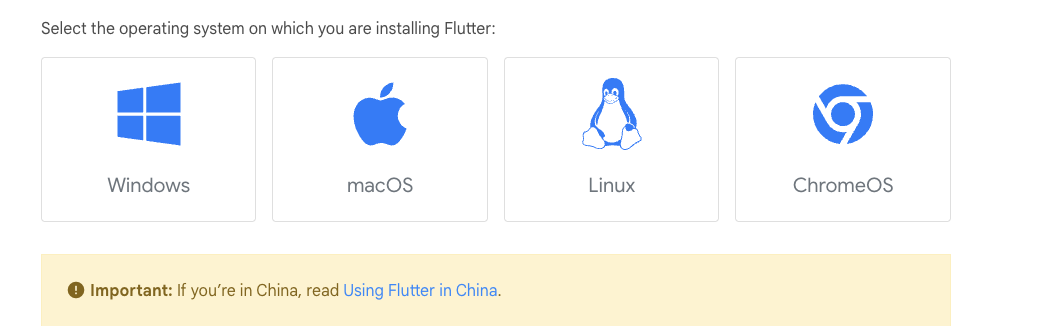 Select the operating system on which you are installing Flutter:
Windows
macOS
Linux
ChromeOS
Important: If you’re in China, read Using Flutter in China.